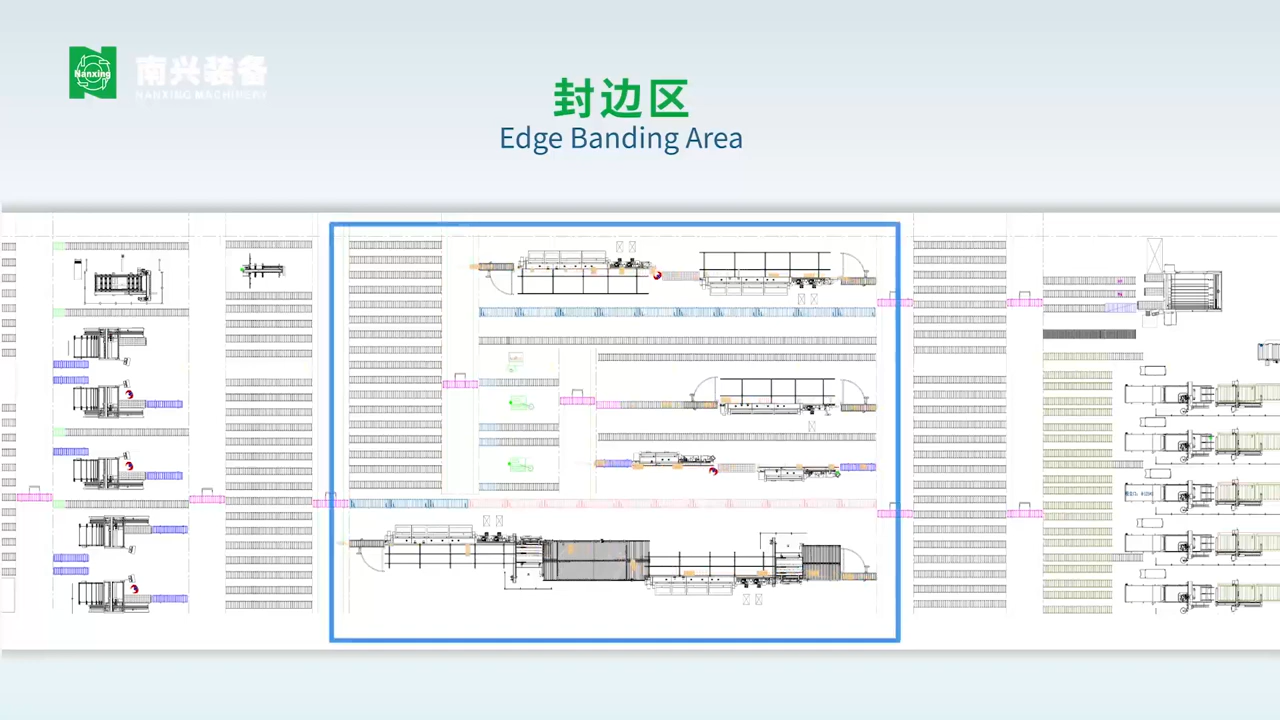 Nanxing
南兴装备
NANXING MACHINERY
封边区
Edge Banding Area